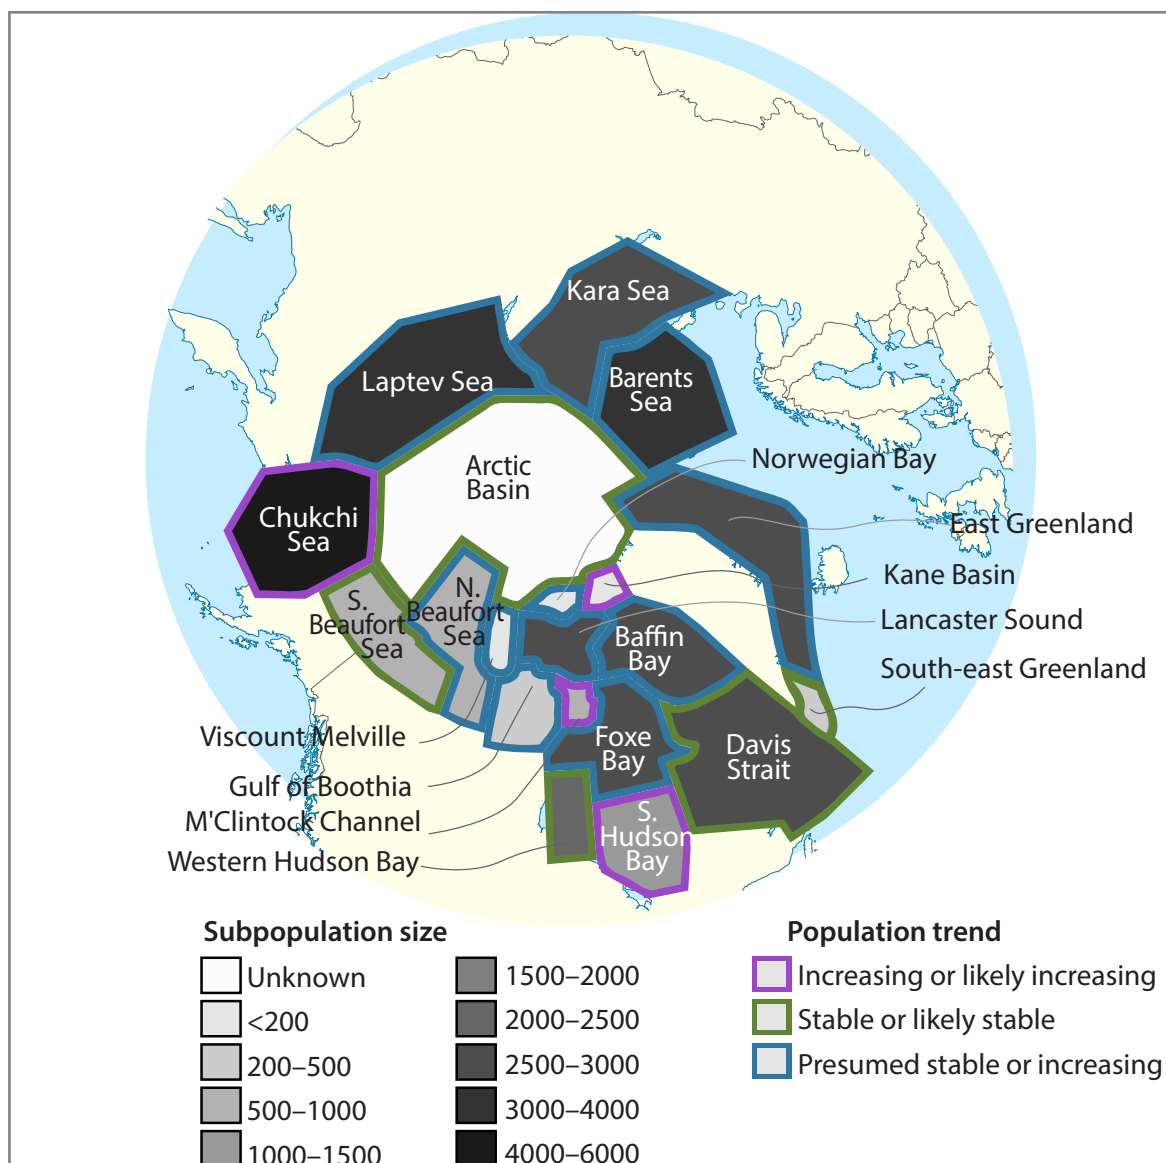 Kara Sea
Laptev Sea
Barents
Sea
Arctic
Basin
Norwegian Bay
Chukchi
Sea
East Greenland
Kane Basin
S.
Beaufort
Sea
N.
Beaufort
Sea
Lancaster Sound
Baffin
Bay
South-east Greenland
Viscount Melville
Foxe
Bay
Davis
Strait
Gulf of Boothia
M'Clintock Channel
S.
Hudson
Bay
Western Hudson Bay
Subpopulation size
Unknown
<200
200–500
500–1000
1000–1500
1500–2000
2000–2500
2500–3000
3000–4000
4000–6000
Population trend
Increasing or likely increasing
Stable or likely stable
Presumed stable or increasing